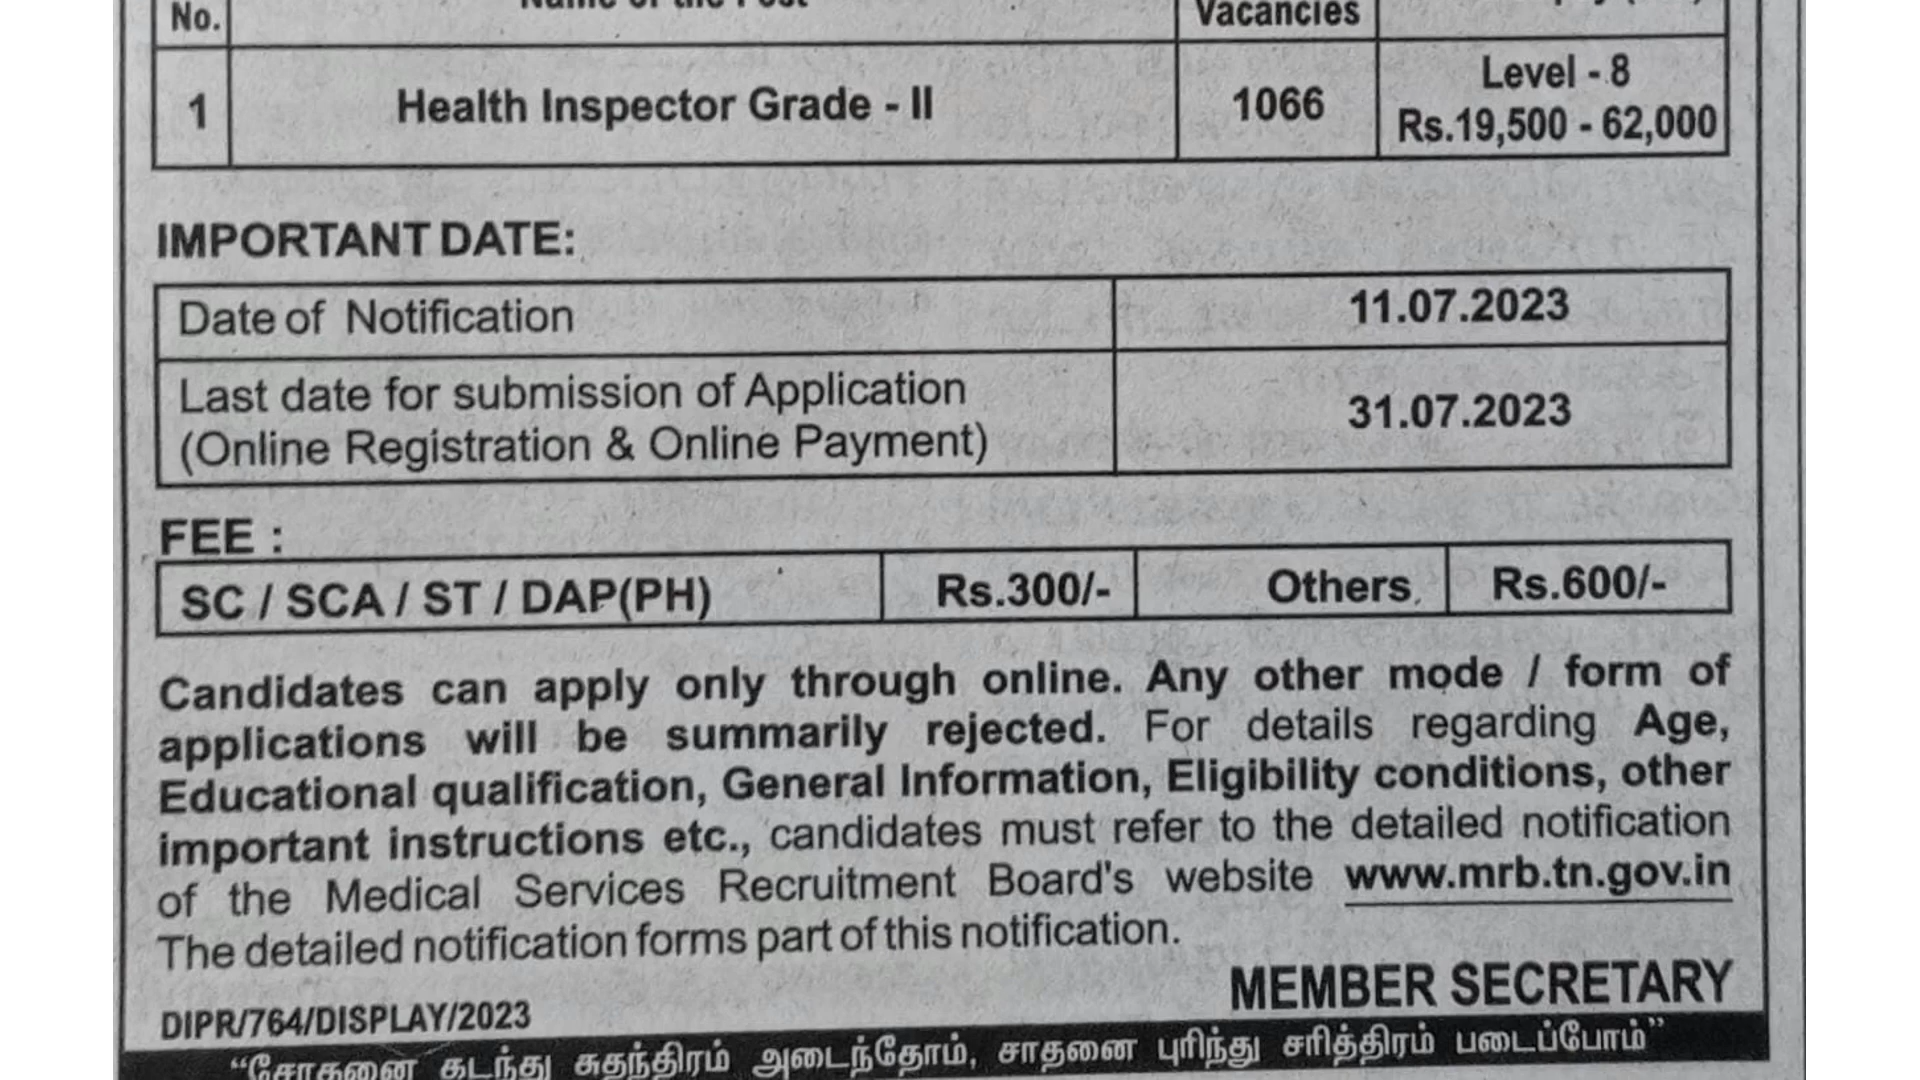 No. Name of the Post Vacancies
1 Health Inspector Grade - II 1066 Level - 8
Rs.19,500 - 62,000
IMPORTANT DATE:
Date of Notification 11.07.2023
Last date for submission of Application
(Online Registration & Online Payment) 31.07.2023
FEE :
SC / SCA / ST / DAP(PH) Rs.300/- Others Rs.600/-
Candidates can apply only through online. Any other mode / form of
applications will be summarily rejected. For details regarding Age,
Educational qualification, General Information, Eligibility conditions, other
important instructions etc., candidates must refer to the detailed notification
of the Medical Services Recruitment Board's website www.mrb.tn.gov.in
The detailed notification forms part of this notification.
MEMBER SECRETARY
DIPR/764/DISPLAY/2023
“சோதனை கடந்து சுதந்திரம் அடைந்தோம், சாதனை புரிந்து சரித்திரம் படைப்போம்”